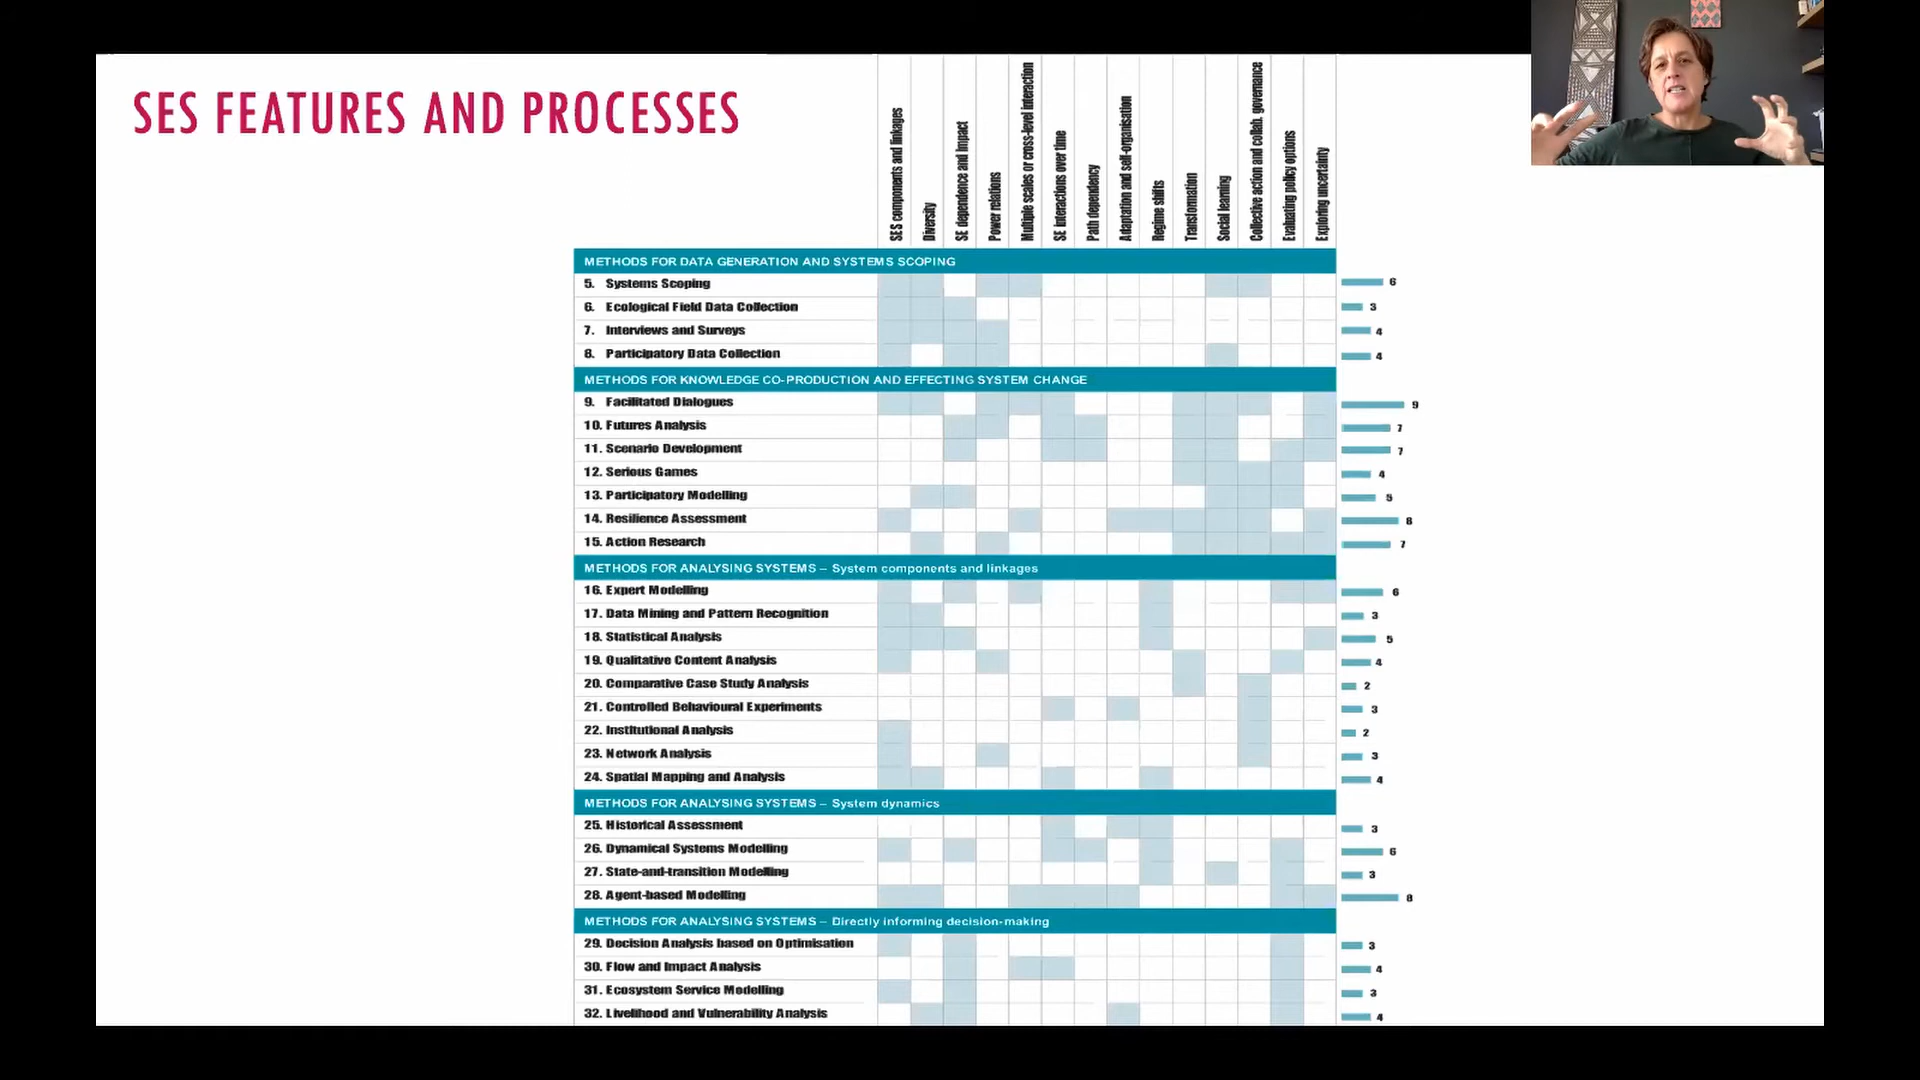 SES FEATURES AND PROCESSES
SES components and linkages
Diversity
SE dependence and impact
Power relations
Multiple scales or cross-level interaction
SE interactions over time
Path dependency
Adaptation and self-organisation
Regime shifts
Transformation
Social learning
Collective action and collab. governance
Evaluating policy options
Exploring uncertainty
METHODS FOR DATA GENERATION AND SYSTEMS SCOPING
5. Systems Scoping 6
6. Ecological Field Data Collection 3
7. Interviews and Surveys 4
8. Participatory Data Collection 4
METHODS FOR KNOWLEDGE CO-PRODUCTION AND EFFECTING SYSTEM CHANGE
9. Facilitated Dialogues 9
10. Futures Analysis 7
11. Scenario Development 7
12. Serious Games 4
13. Participatory Modelling 5
14. Resilience Assessment 8
15. Action Research 7
METHODS FOR ANALYSING SYSTEMS – System components and linkages
16. Expert Modelling 6
17. Data Mining and Pattern Recognition 3
18. Statistical Analysis 5
19. Qualitative Content Analysis 4
20. Comparative Case Study Analysis 2
21. Controlled Behavioural Experiments 3
22. Institutional Analysis 2
23. Network Analysis 3
24. Spatial Mapping and Analysis 4
METHODS FOR ANALYSING SYSTEMS – System dynamics
25. Historical Assessment 3
26. Dynamical Systems Modelling 6
27. State-and-transition Modelling 3
28. Agent-based Modelling 8
METHODS FOR ANALYSING SYSTEMS – Directly informing decision-making
29. Decision Analysis based on Optimisation 3
30. Flow and Impact Analysis 4
31. Ecosystem Service Modelling 3
32. Livelihood and Vulnerability Analysis 4